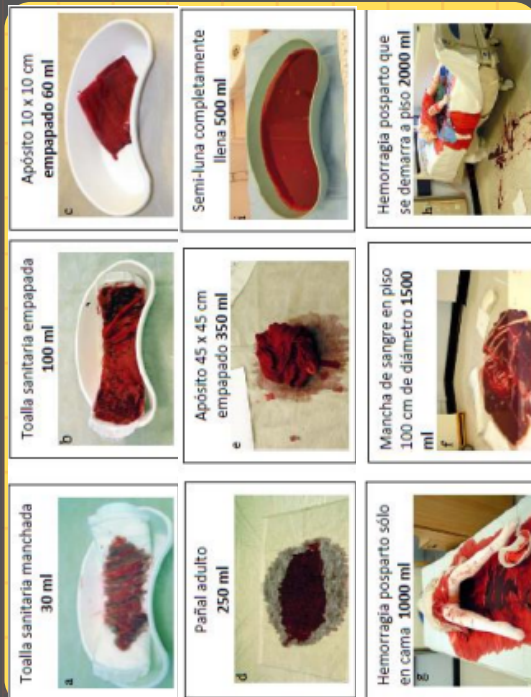 Toalla sanitaria manchada
30 ml
a
Toalla sanitaria empapada
100 ml
b
Apósito 10 x 10 cm
empapado 60 ml
c
Pañal adulto
250 ml
d
Apósito 45 x 45 cm
empapado 350 ml
e
Semi-luna completamente
llena 500 ml
i
Hemorragia posparto sólo
en cama 1000 ml
g
Mancha de sangre en piso
100 cm de diámetro 1500
ml
f
Hemorragia posparto que
se demarra a piso 2000 ml
h